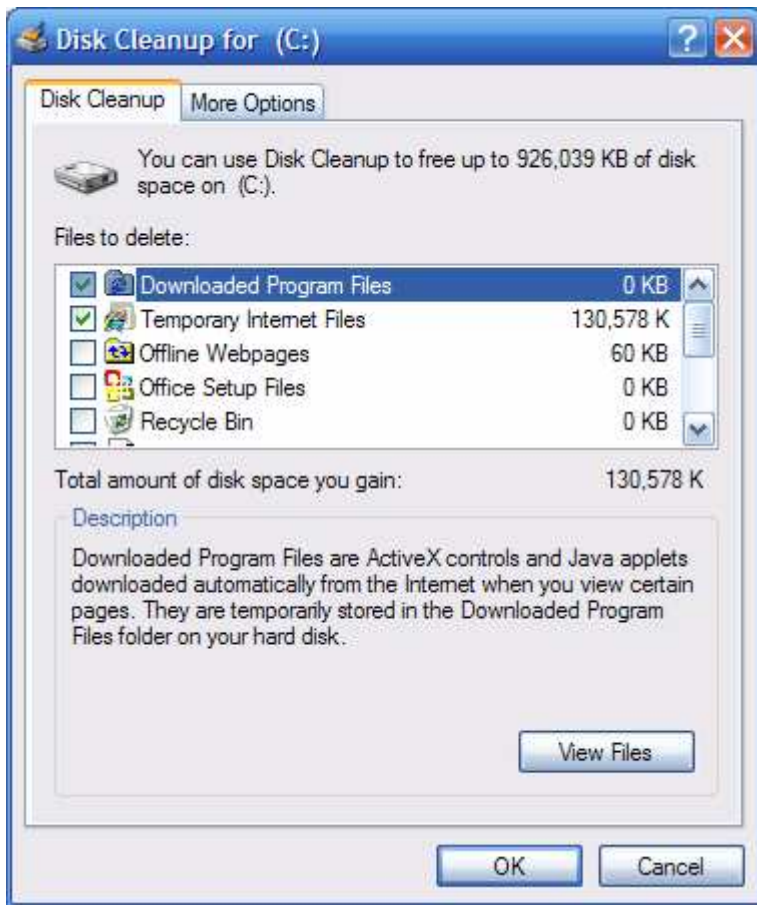 Disk Cleanup for (C:)
Disk Cleanup
More Options
You can use Disk Cleanup to free up to 926,039 KB of disk
space on (C:).
Files to delete:
Downloaded Program Files 0 KB
Temporary Internet Files 130,578 K
Offline Webpages 60 KB
Office Setup Files 0 KB
Recycle Bin 0 KB
Total amount of disk space you gain: 130,578 K
Description
Downloaded Program Files are ActiveX controls and Java applets
downloaded automatically from the Internet when you view certain
pages. They are temporarily stored in the Downloaded Program
Files folder on your hard disk.
View Files
OK
Cancel